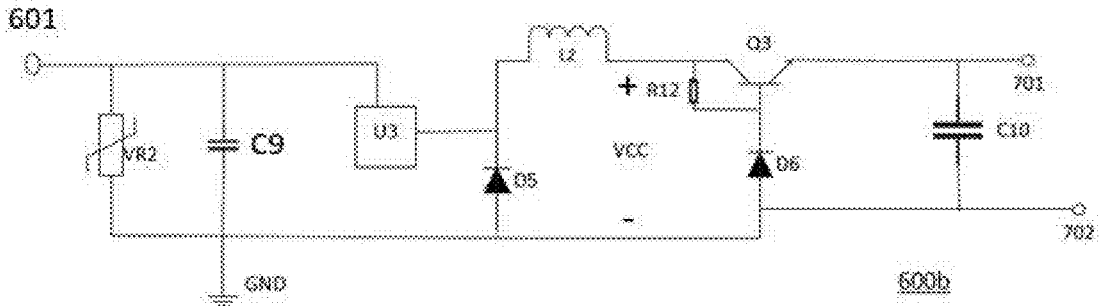 601
L2
Q3
R12
701
VR2
C9
U3
+
VCC
C10
D5
D6
-
702
GND
600b